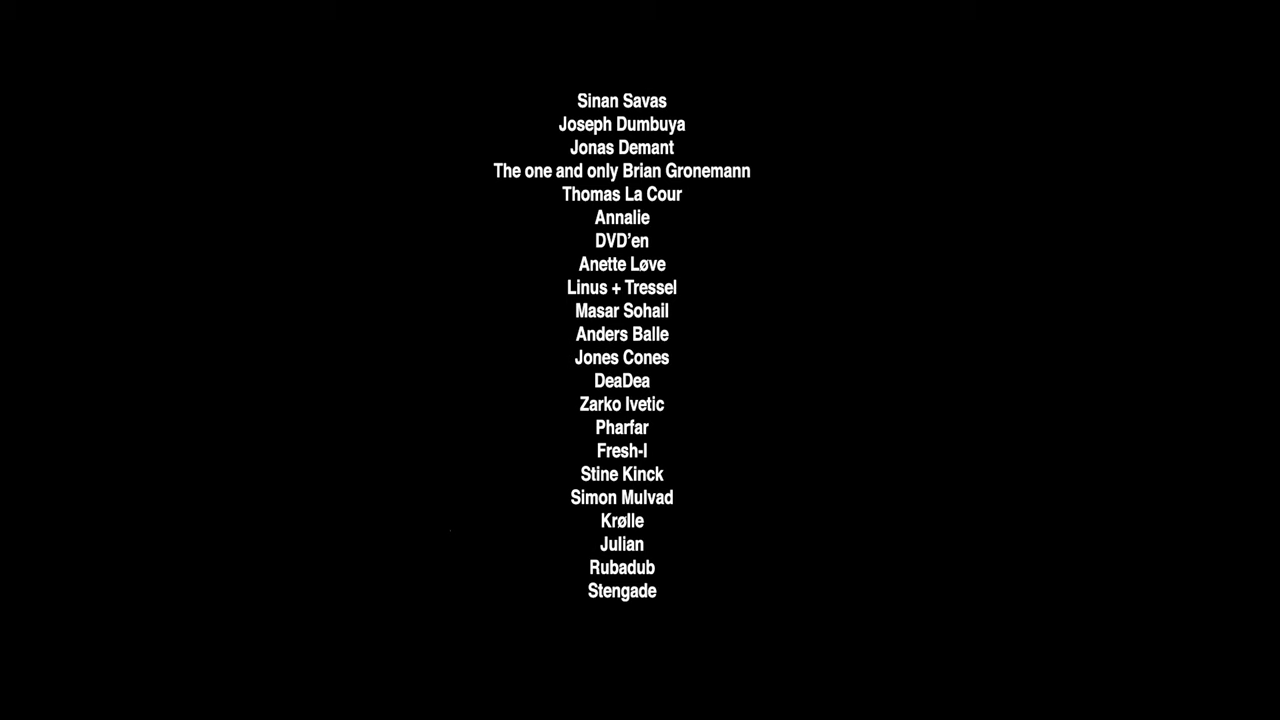 Sinan Savas
Joseph Dumbuya
Jonas Demant
The one and only Brian Gronemann
Thomas La Cour
Annalie
DVD’en
Anette Løve
Linus + Tressel
Masar Sohail
Anders Balle
Jones Cones
DeaDea
Zarko Ivetic
Pharfar
Fresh-I
Stine Kinck
Simon Mulvad
Krølle
Julian
Rubadub
Stengade